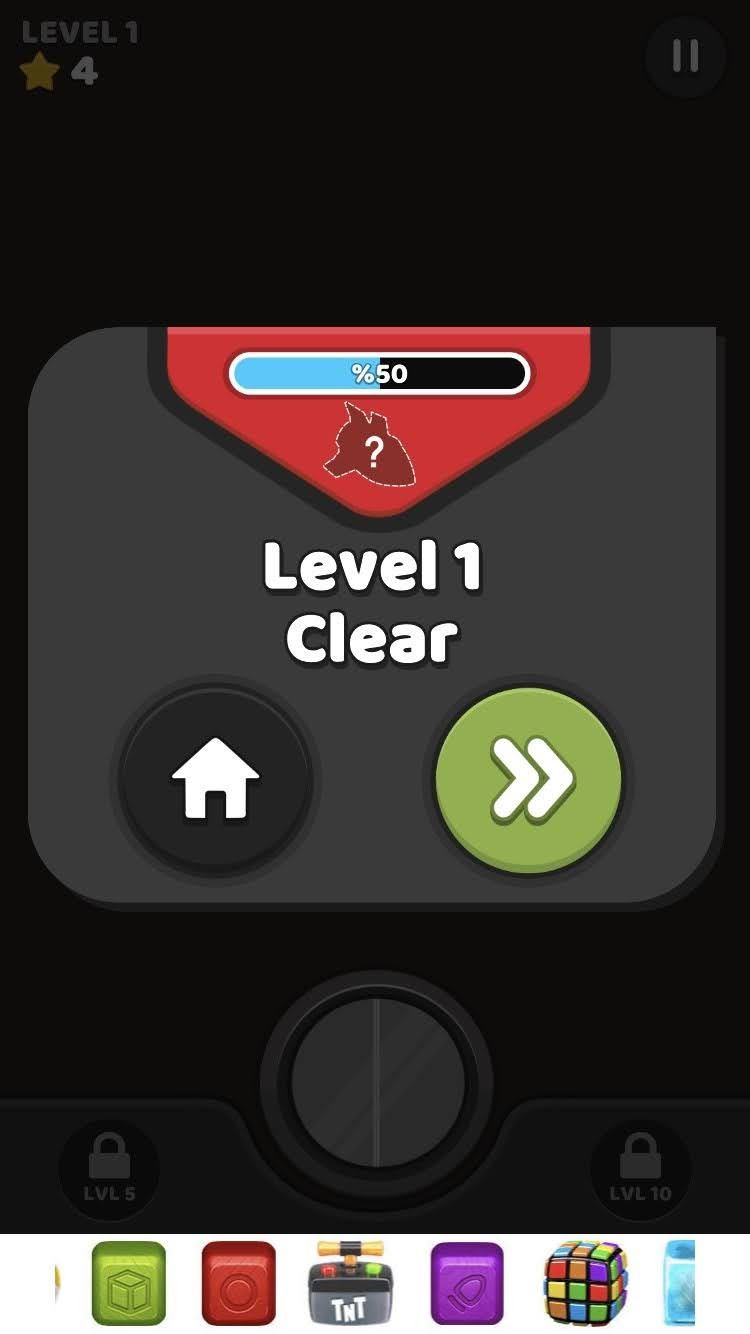 LEVEL 1
4
%50
?
Level 1
Clear
LVL 5
LVL 10
TNT